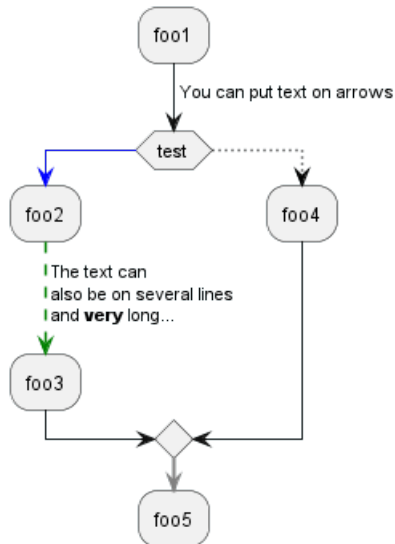 foo1
You can put text on arrows
test
foo2
foo4
The text can
also be on several lines
and very long...
foo3
foo5